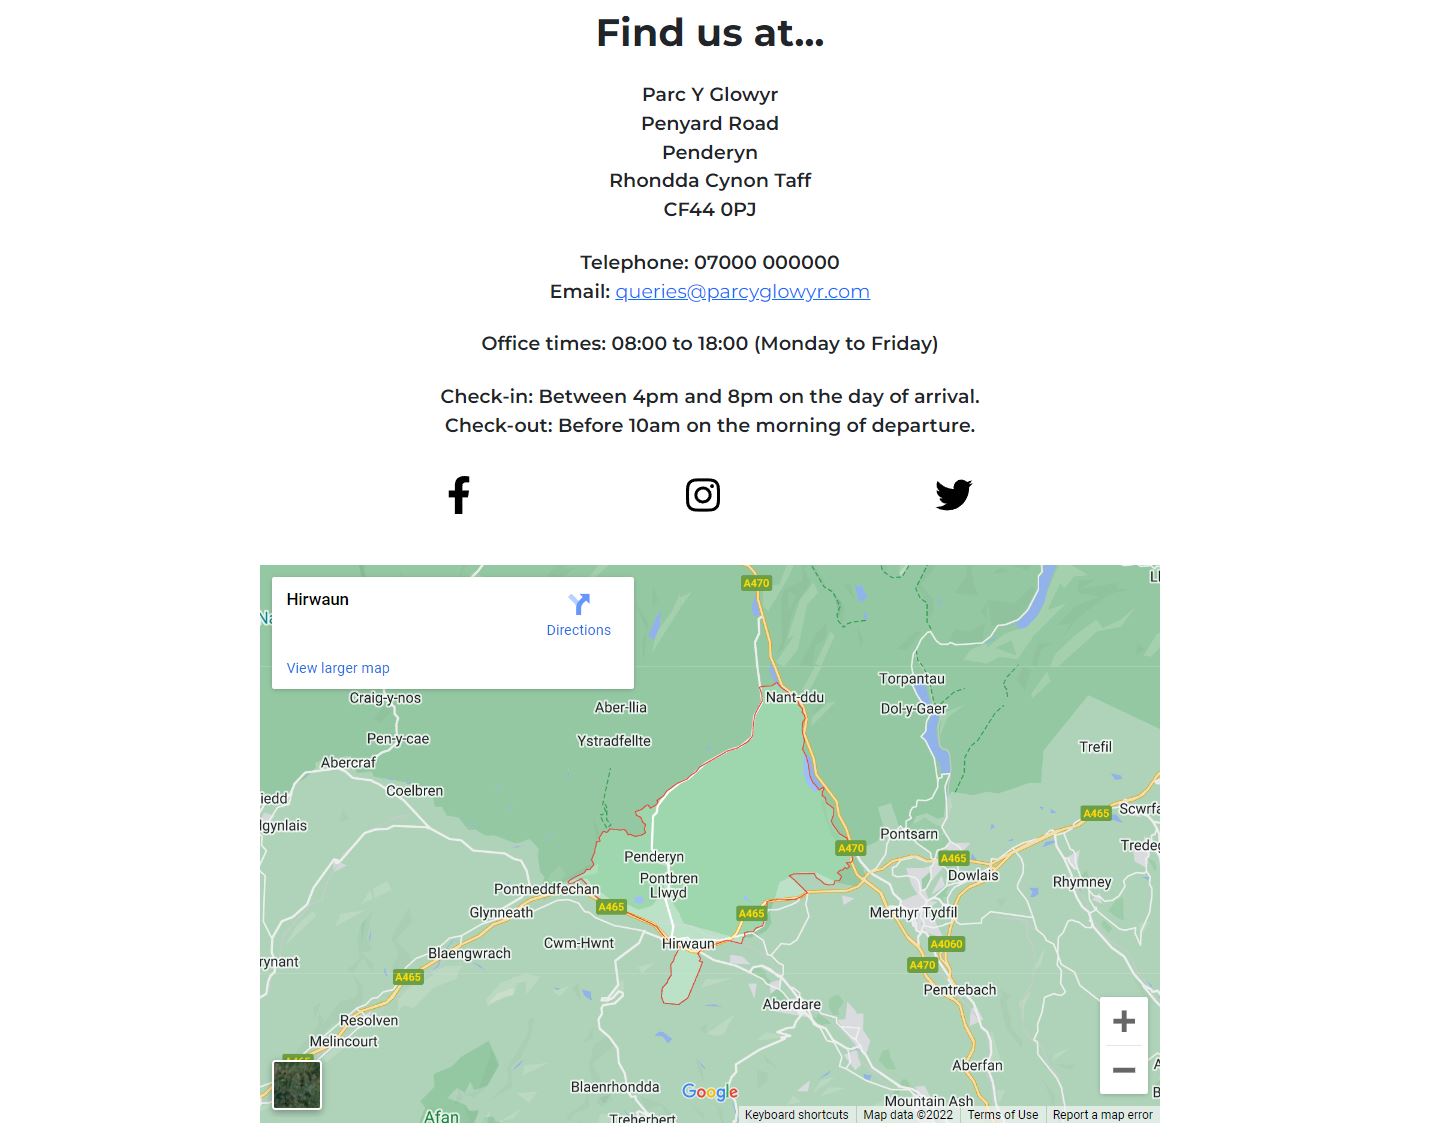 Find us at...
Parc Y Glowyr
Penyard Road
Penderyn
Rhondda Cynon Taff
CF44 0PJ
Telephone: 07000 000000
Email: queries@parcyglowyr.com
Office times: 08:00 to 18:00 (Monday to Friday)
Check-in: Between 4pm and 8pm on the day of arrival.
Check-out: Before 10am on the morning of departure.
Hirwaun
Directions
View larger map
A470
Torpantau
Nant-ddu
Craig-y-nos
Aber-llia
Dol-y-Gaer
Pen-y-cae
Ystradfellte
Trefil
Abercraf
Coelbren
iedd
A465
Scwrfa
lgynlais
Pontsarn
A470
Tredeg
Penderyn
A465
Dowlais
Pontbren
Llwyd
Rhymney
Pontneddfechan
A465
A465
Glynneath
Merthyr Tydfil
Cwm-Hwnt
Hirwaun
A4060
Blaengwrach
rynant
A470
A465
Pentrebach
Aberdare
Resolven
Melincourt
A465
Aberfan
Blaenrhondda
Google
Mountain Ash
Afan
Treherbert
Keyboard shortcuts
Map data ©2022
Terms of Use
Report a map error